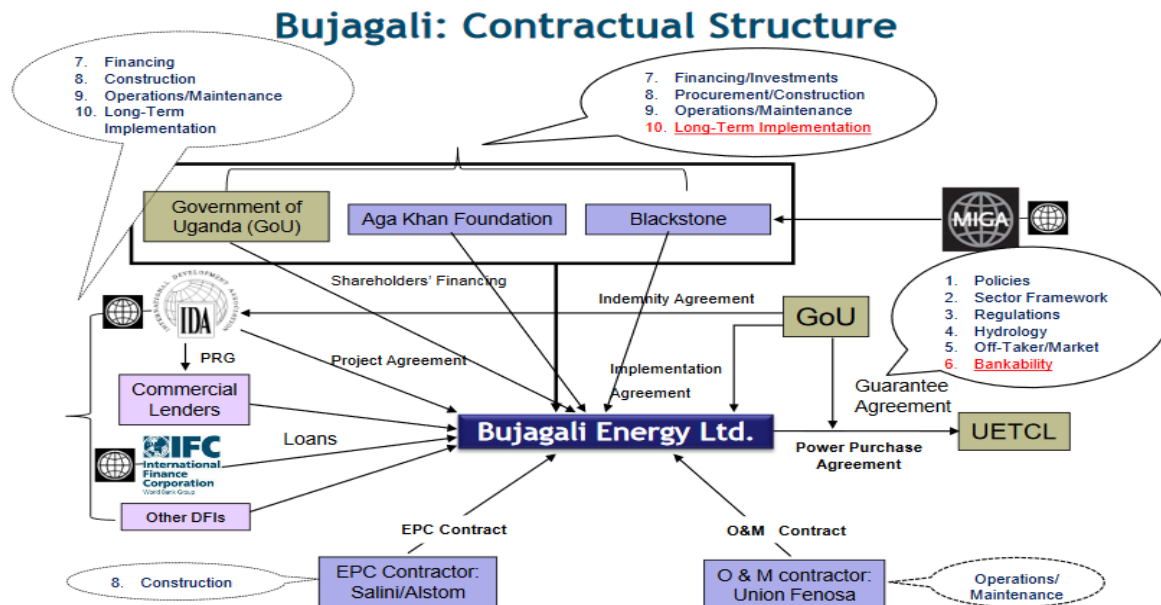 Bujagali: Contractual Structure
7. Financing
8. Construction
9. Operations/Maintenance
10. Long-Term
Implementation
7. Financing/Investments
8. Procurement/Construction
9. Operations/Maintenance
10. Long-Term Implementation
Government of
Uganda (GoU)
Aga Khan Foundation
Blackstone
MIGA
Shareholders' Financing
Indemnity Agreement
INTERNATIONAL DEVELOPMENT ASSOCIATION
IDA
GoU
1. Policies
2. Sector Framework
3. Regulations
4. Hydrology
5. Off-Taker/Market
6. Bankability
PRG
Project Agreement
Implementation
Agreement
Guarantee
Agreement
Commercial
Lenders
Loans
Bujagali Energy Ltd.
UETCL
Power Purchase
Agreement
IFC
International
Finance
Corporation
World Bank Group
Other DFIs
EPC Contract
O&M Contract
8. Construction
EPC Contractor:
Salini/Alstom
O & M contractor:
Union Fenosa
Operations/
Maintenance